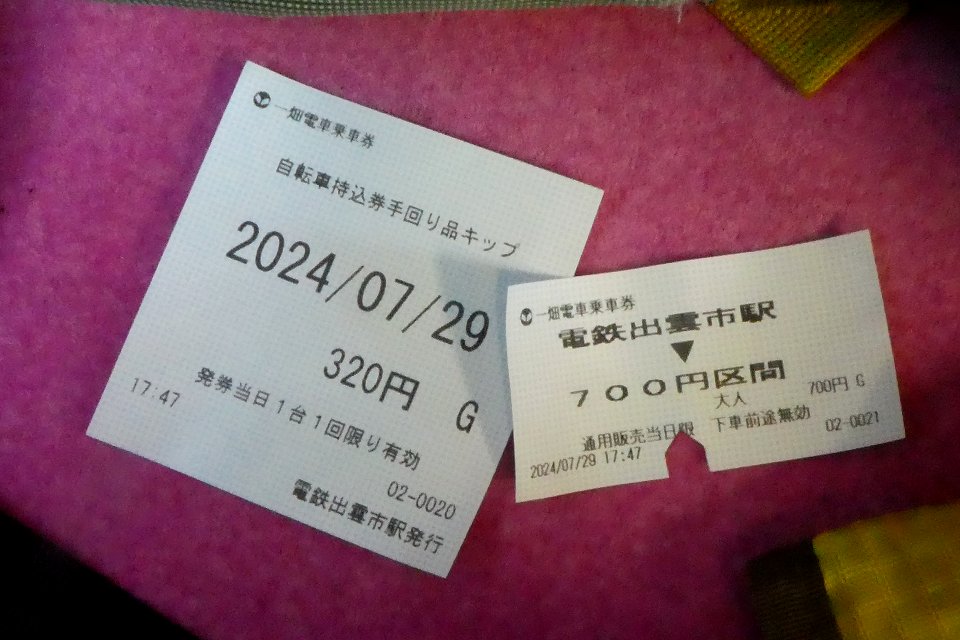 一畑電車乗車券
自転車持込券手回り品キップ
2024/07/29
320円 G
発券当日1台1回限り有効
17:47
02-0020
電鉄出雲市駅発行
一畑電車乗車券
電鉄出雲市駅
▼
700円区間
大人 700円 G
通用販売当日限 下車前途無効
2024/07/29 17:47 02-0021